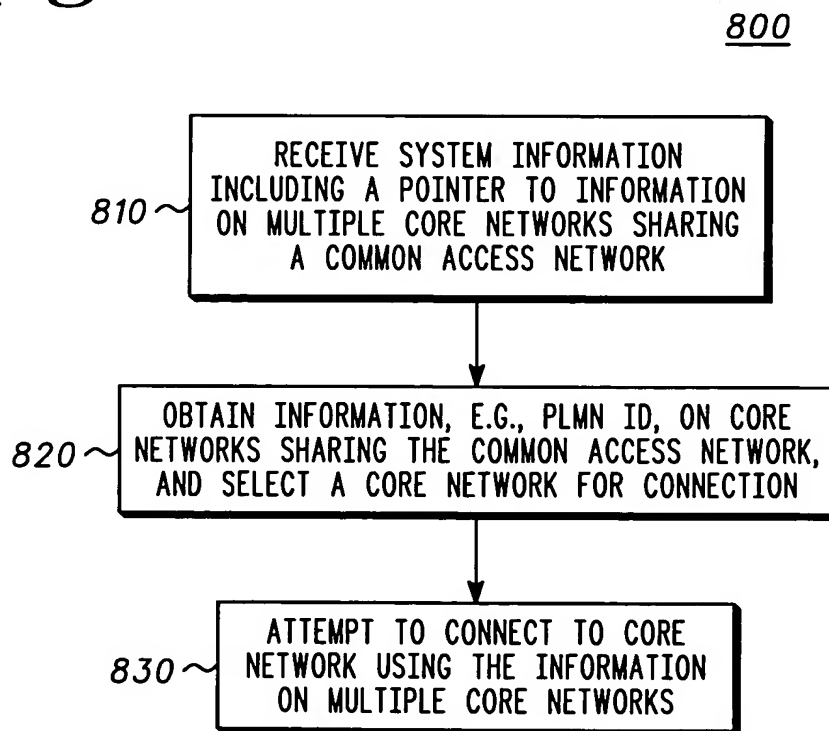 800
RECEIVE SYSTEM INFORMATION
INCLUDING A POINTER TO INFORMATION
ON MULTIPLE CORE NETWORKS SHARING
A COMMON ACCESS NETWORK
810
OBTAIN INFORMATION, E.G., PLMN ID, ON CORE
NETWORKS SHARING THE COMMON ACCESS NETWORK,
AND SELECT A CORE NETWORK FOR CONNECTION
820
ATTEMPT TO CONNECT TO CORE
NETWORK USING THE INFORMATION
ON MULTIPLE CORE NETWORKS
830